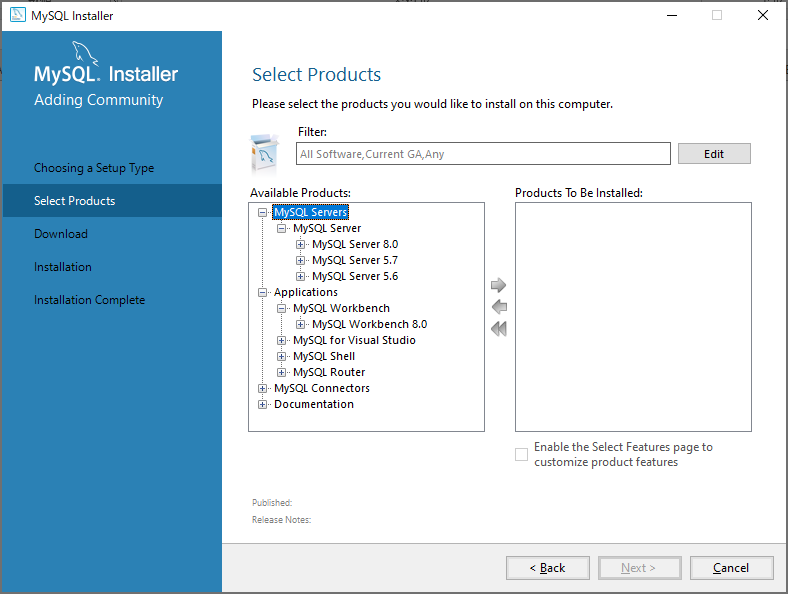 MySQL Installer
MySQL. Installer
Adding Community
Choosing a Setup Type
Select Products
Download
Installation
Installation Complete
Select Products
Please select the products you would like to install on this computer.
Filter:
All Software,Current GA,Any
Edit
Available Products:
MySQL Servers
MySQL Server
MySQL Server 8.0
MySQL Server 5.7
MySQL Server 5.6
Applications
MySQL Workbench
MySQL Workbench 8.0
MySQL for Visual Studio
MySQL Shell
MySQL Router
MySQL Connectors
Documentation
Products To Be Installed:
Enable the Select Features page to
customize product features
Published:
Release Notes:
< Back
Next >
Cancel